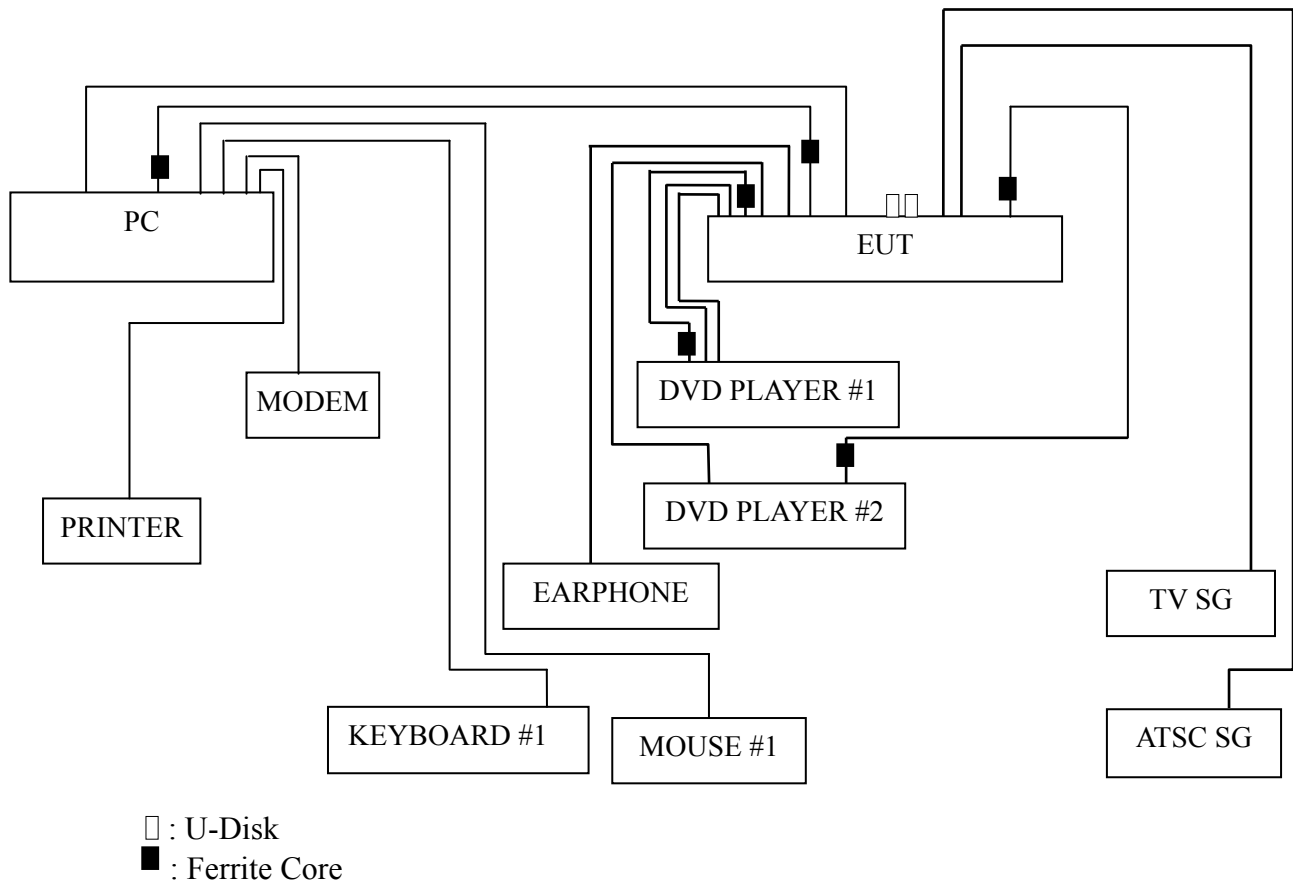 PC
EUT
DVD PLAYER #1
MODEM
DVD PLAYER #2
PRINTER
EARPHONE
TV SG
KEYBOARD #1
MOUSE #1
ATSC SG
: U-Disk
: Ferrite Core